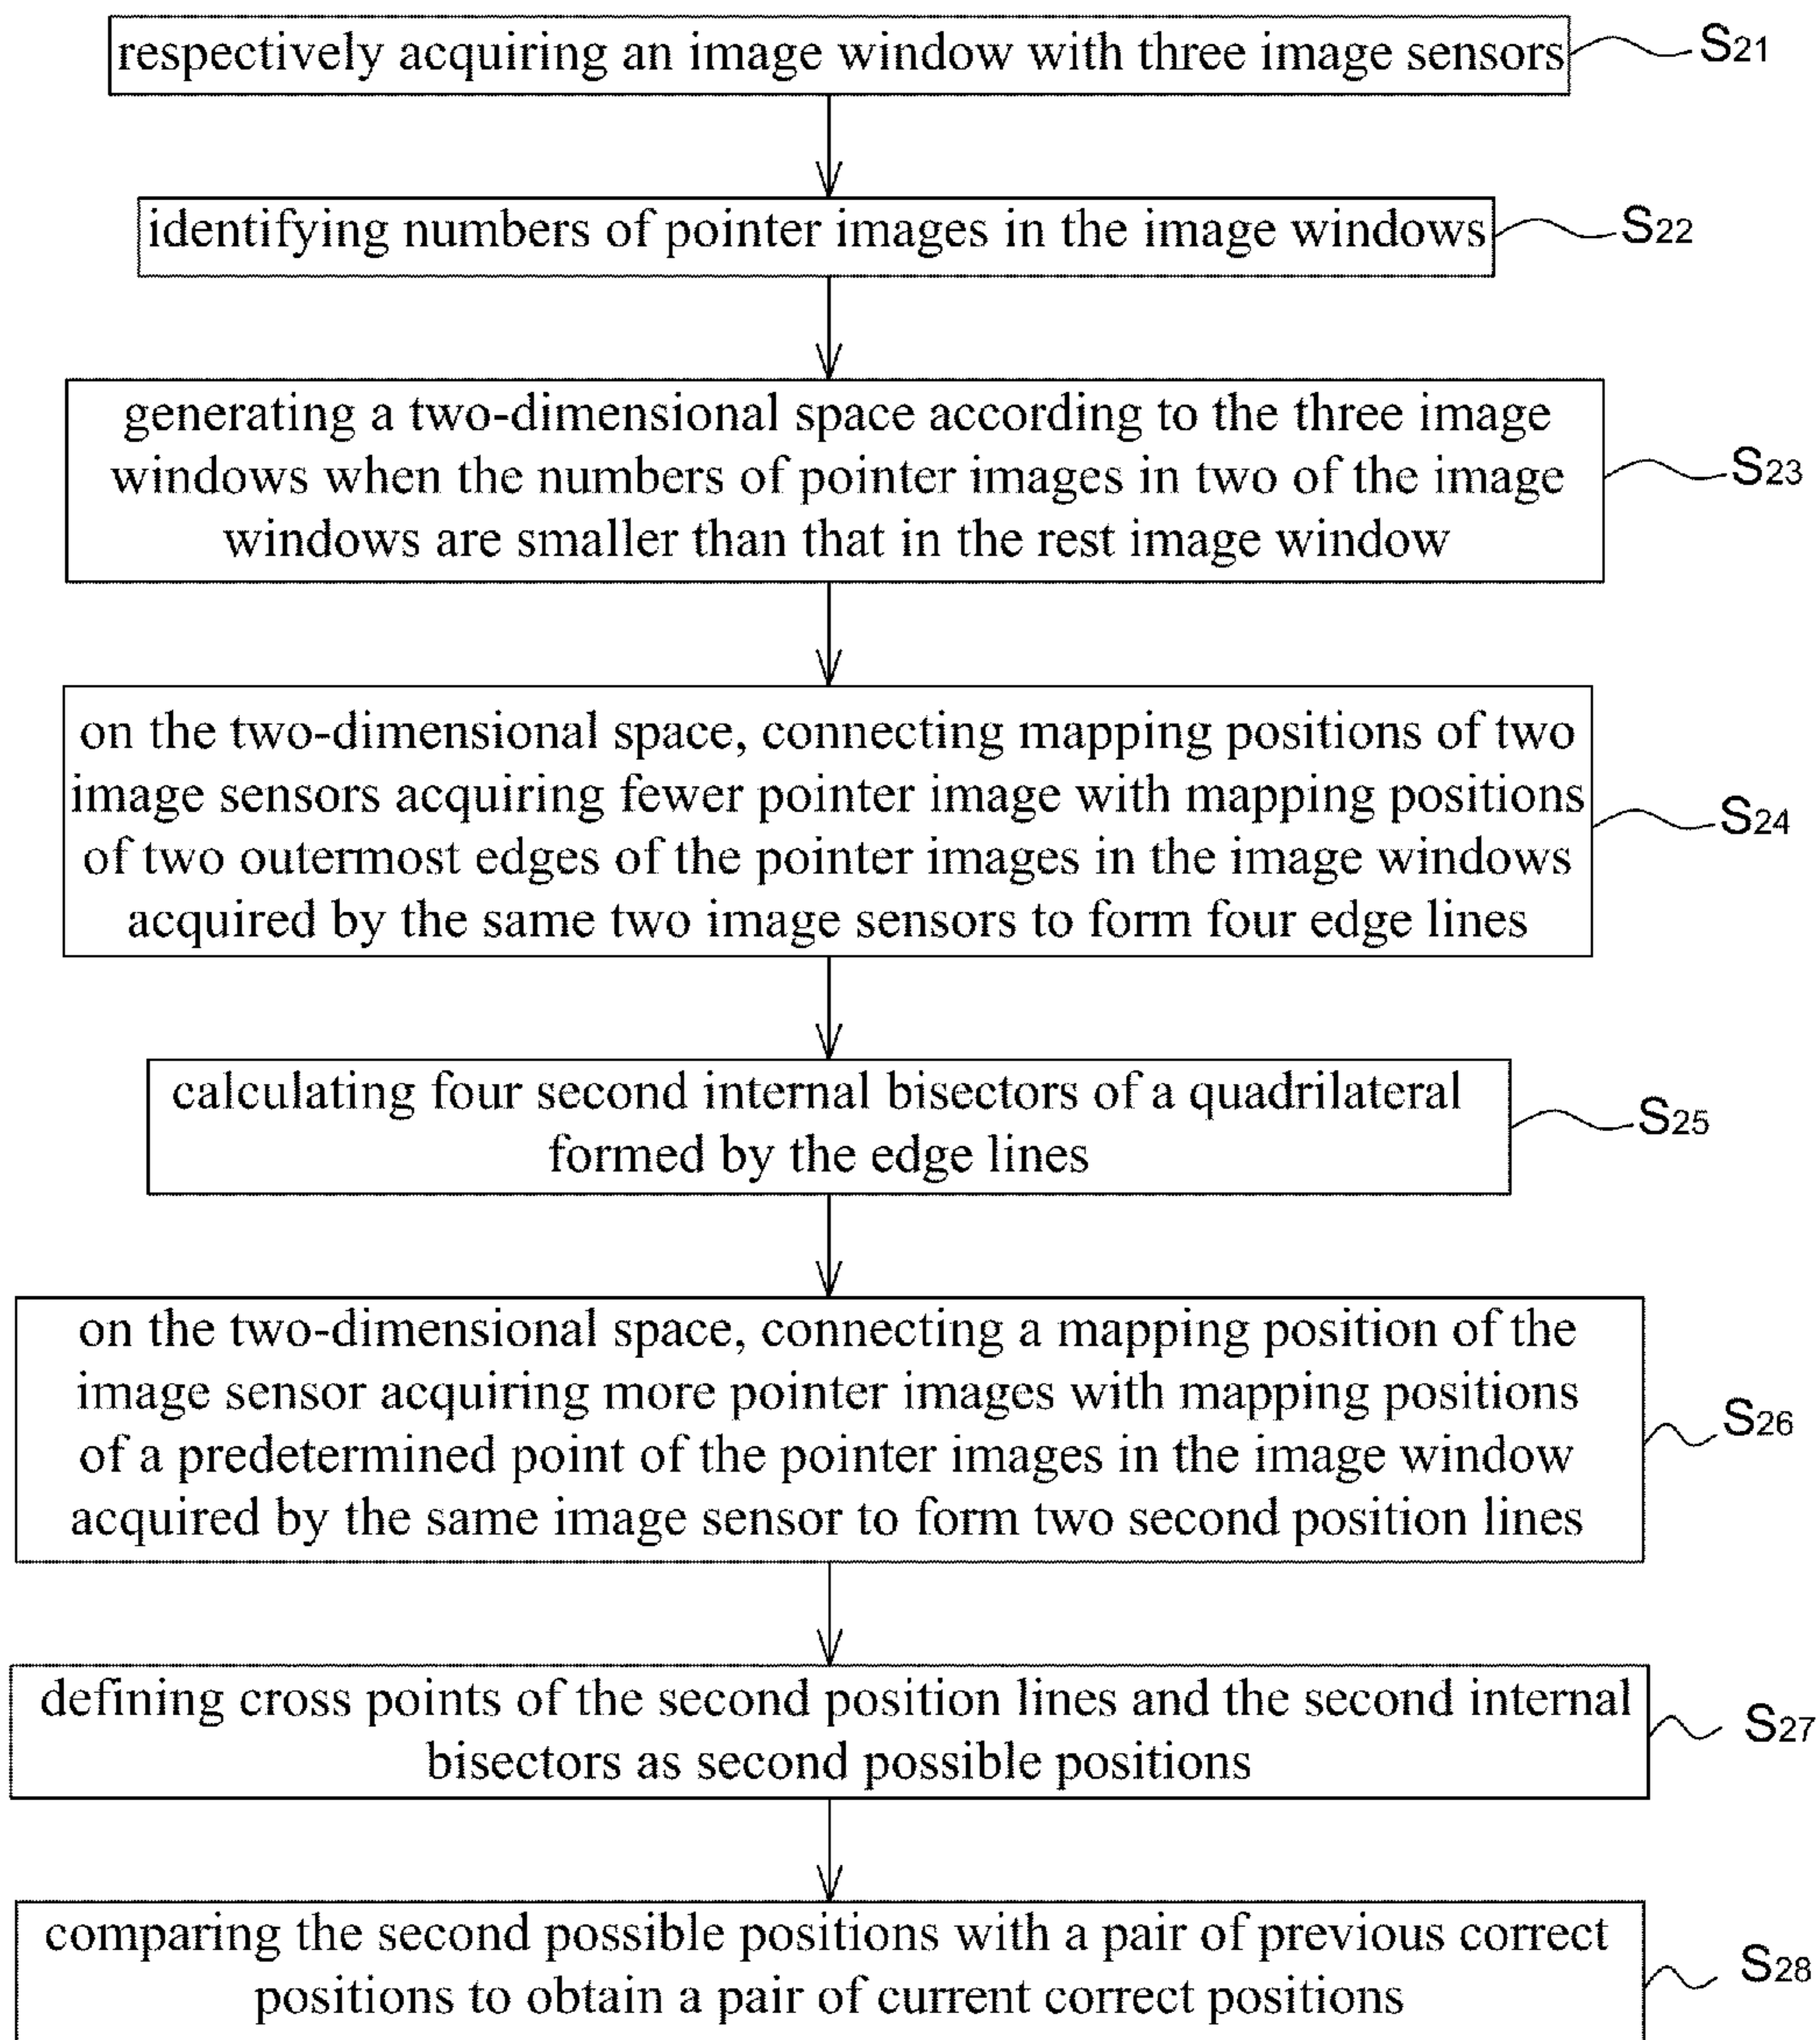 respectively acquiring an image window with three image sensors
S21
identifying numbers of pointer images in the image windows
S22
generating a two-dimensional space according to the three image
windows when the numbers of pointer images in two of the image
windows are smaller than that in the rest image window
S23
on the two-dimensional space, connecting mapping positions of two
image sensors acquiring fewer pointer image with mapping positions
of two outermost edges of the pointer images in the image windows
acquired by the same two image sensors to form four edge lines
S24
calculating four second internal bisectors of a quadrilateral
formed by the edge lines
S25
on the two-dimensional space, connecting a mapping position of the
image sensor acquiring more pointer images with mapping positions
of a predetermined point of the pointer images in the image window
acquired by the same image sensor to form two second position lines
S26
defining cross points of the second position lines and the second internal
bisectors as second possible positions
S27
comparing the second possible positions with a pair of previous correct
positions to obtain a pair of current correct positions
S28